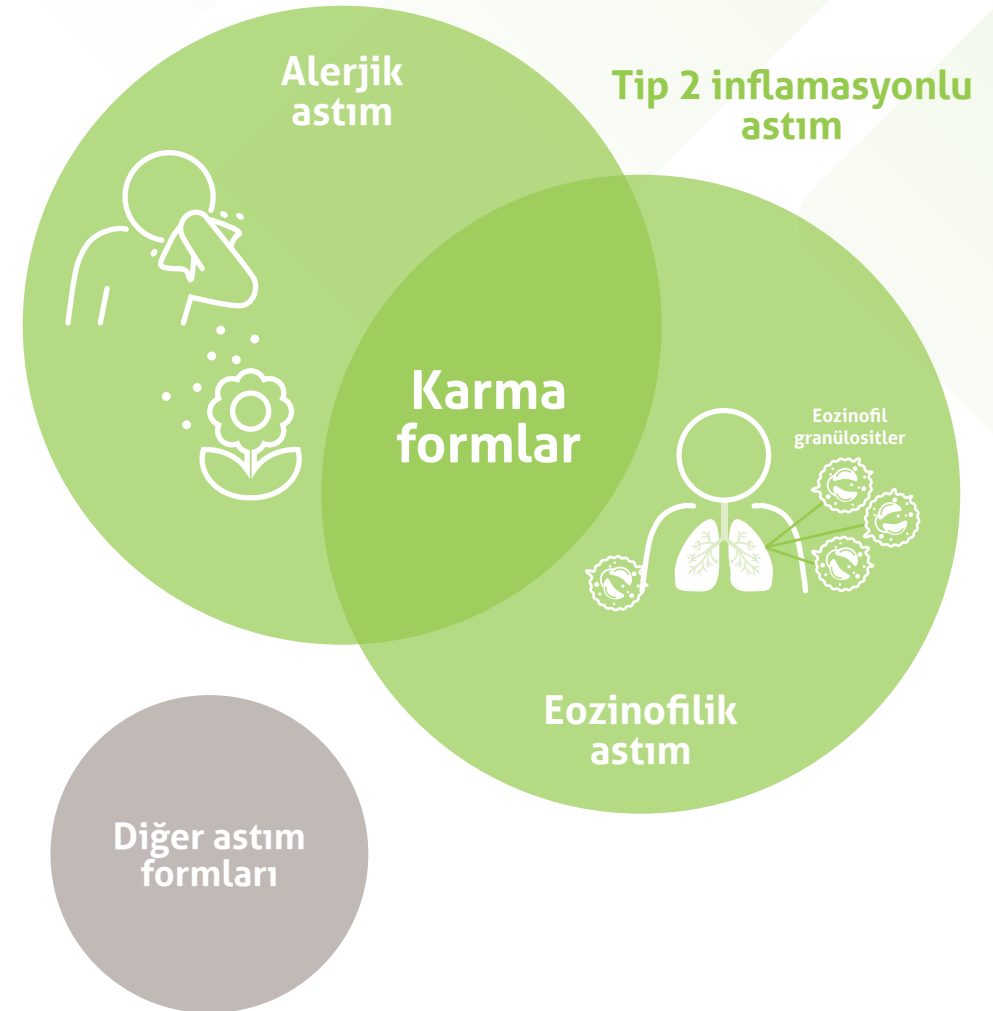 Alerjik
astım
Tip 2 inflamasyonlu
astım
Karma
formlar
Eozinofil
granülositler
Eozinofilik
astım
Diğer astım
formları